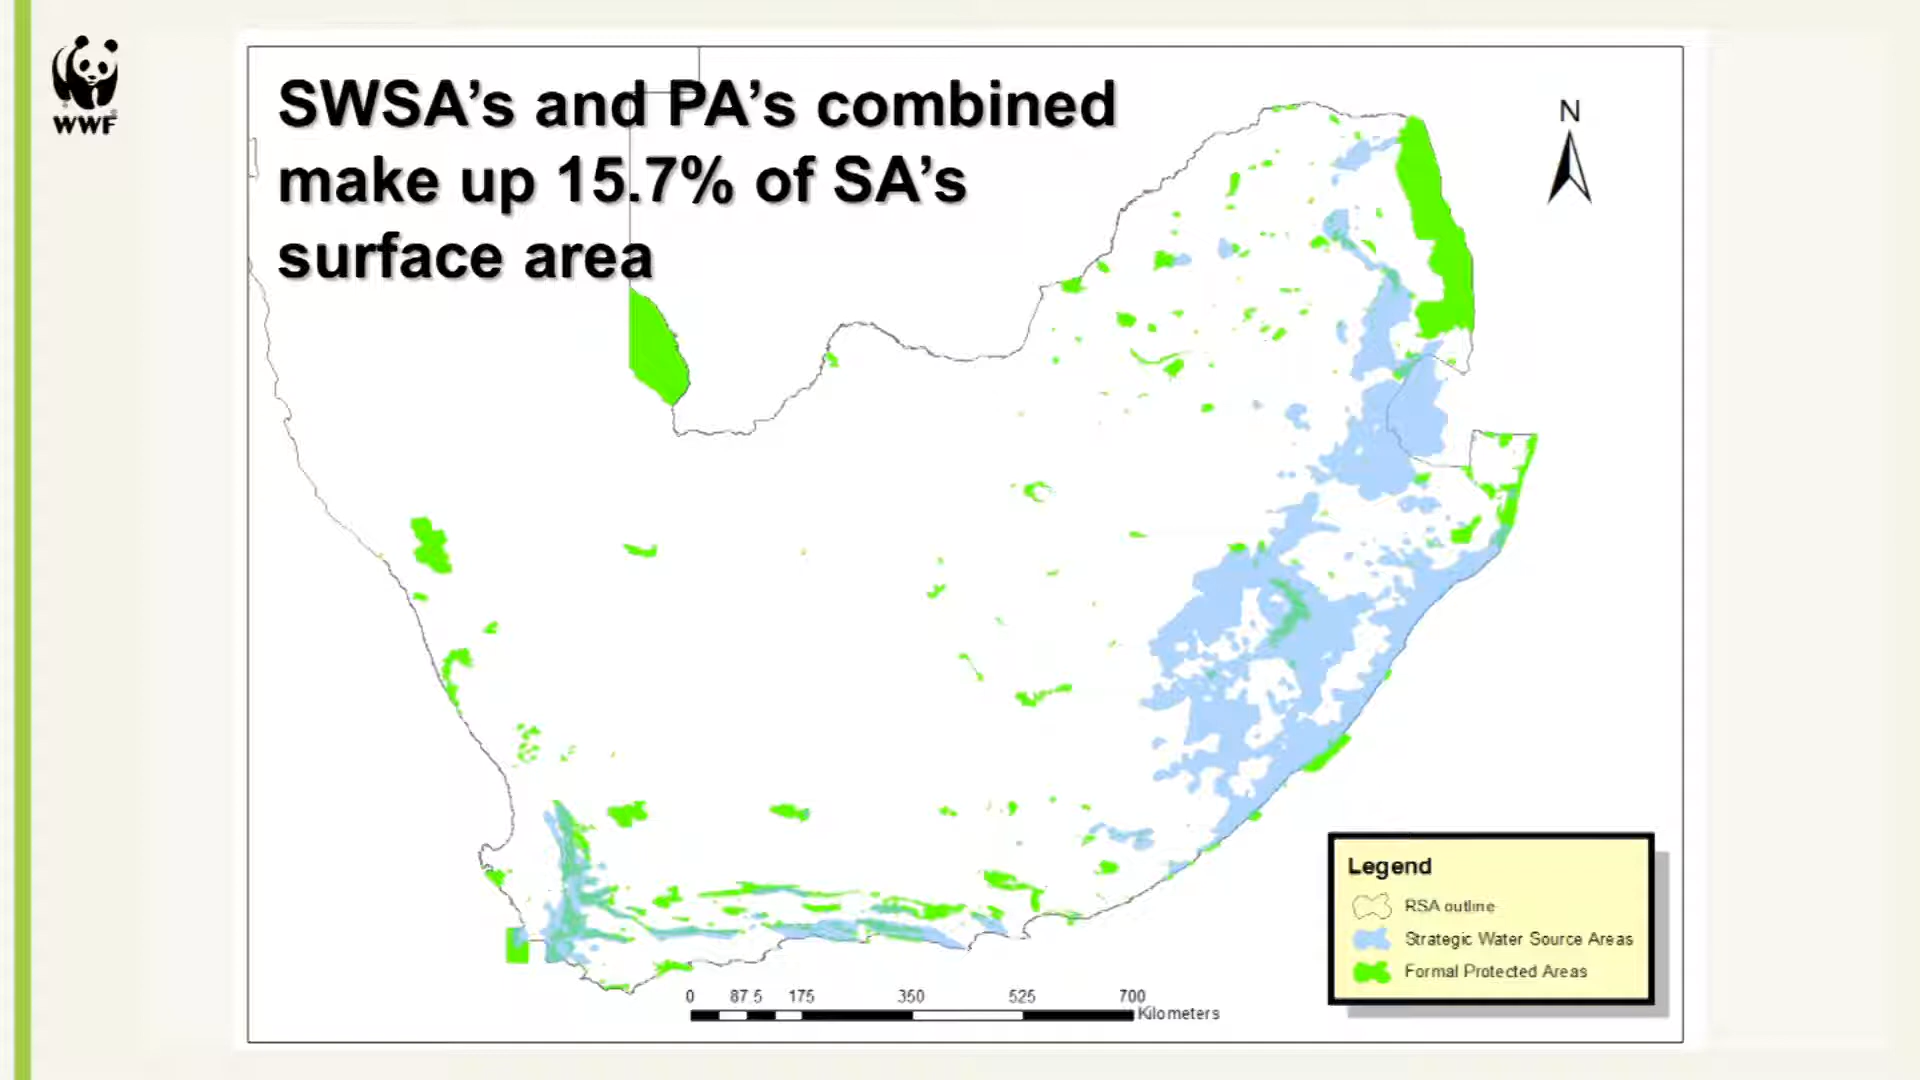 WWF
SWSA's and PA's combined
make up 15.7% of SA's
surface area
N
Legend
RSA outline
Strategic Water Source Areas
Formal Protected Areas
0 87.5 175 350 525 700
Kilometers